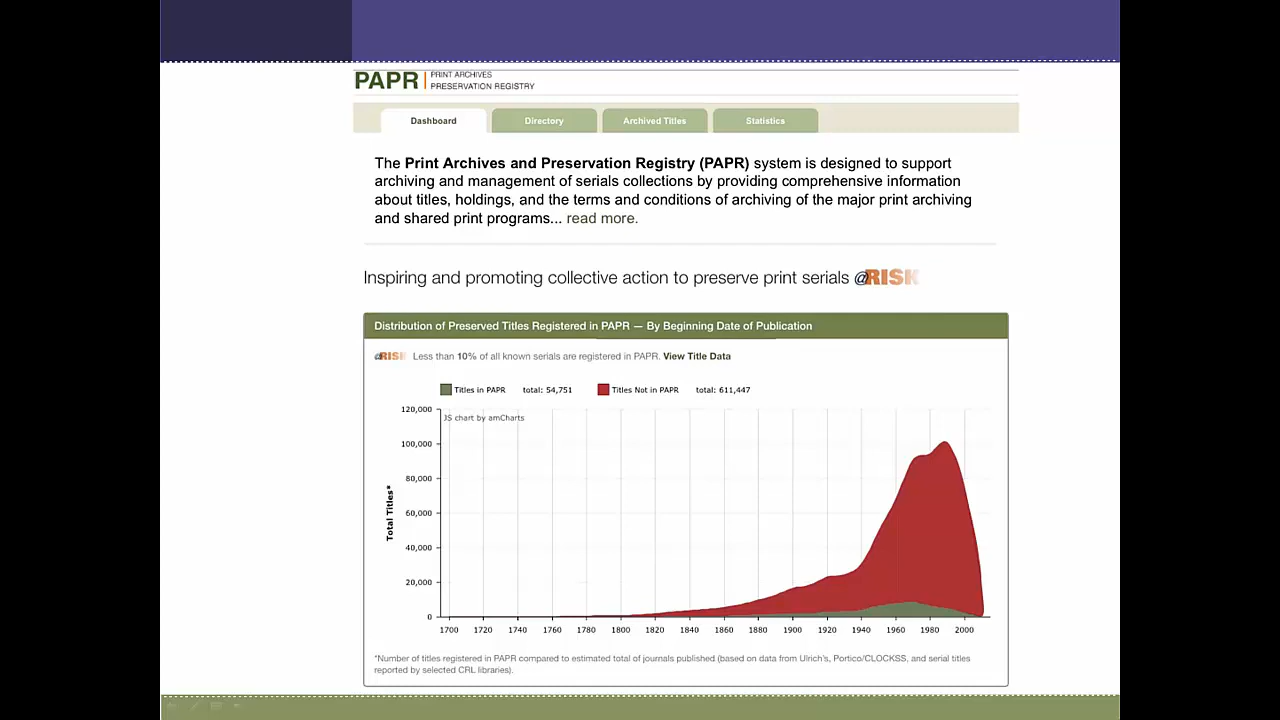 PAPR
PRINT ARCHIVES
PRESERVATION REGISTRY
Dashboard
Directory
Archived Titles
Statistics
The Print Archives and Preservation Registry (PAPR) system is designed to support
archiving and management of serials collections by providing comprehensive information
about titles, holdings, and the terms and conditions of archiving of the major print archiving
and shared print programs... read more.
Inspiring and promoting collective action to preserve print serials @RISK
Distribution of Preserved Titles Registered in PAPR — By Beginning Date of Publication
@RISK Less than 10% of all known serials are registered in PAPR. View Title Data
Titles in PAPR total: 54,751 Titles Not in PAPR total: 611,447
JS chart by amCharts
Total Titles*
120,000
100,000
80,000
60,000
40,000
20,000
0
1700 1720 1740 1760 1780 1800 1820 1840 1860 1880 1900 1920 1940 1960 1980 2000
*Number of titles registered in PAPR compared to estimated total of journals published (based on data from Ulrich's, Portico/CLOCKSS, and serial titles
reported by selected CRL libraries).